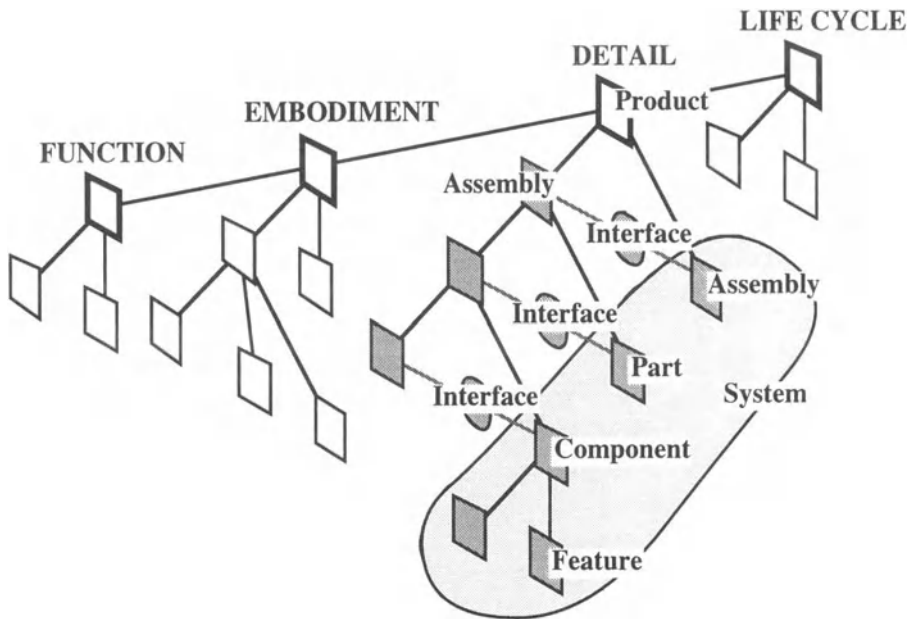 LIFE CYCLE
DETAIL
Product
EMBODIMENT
FUNCTION
Assembly
Interface
Assembly
Interface
Part
System
Interface
Component
Feature